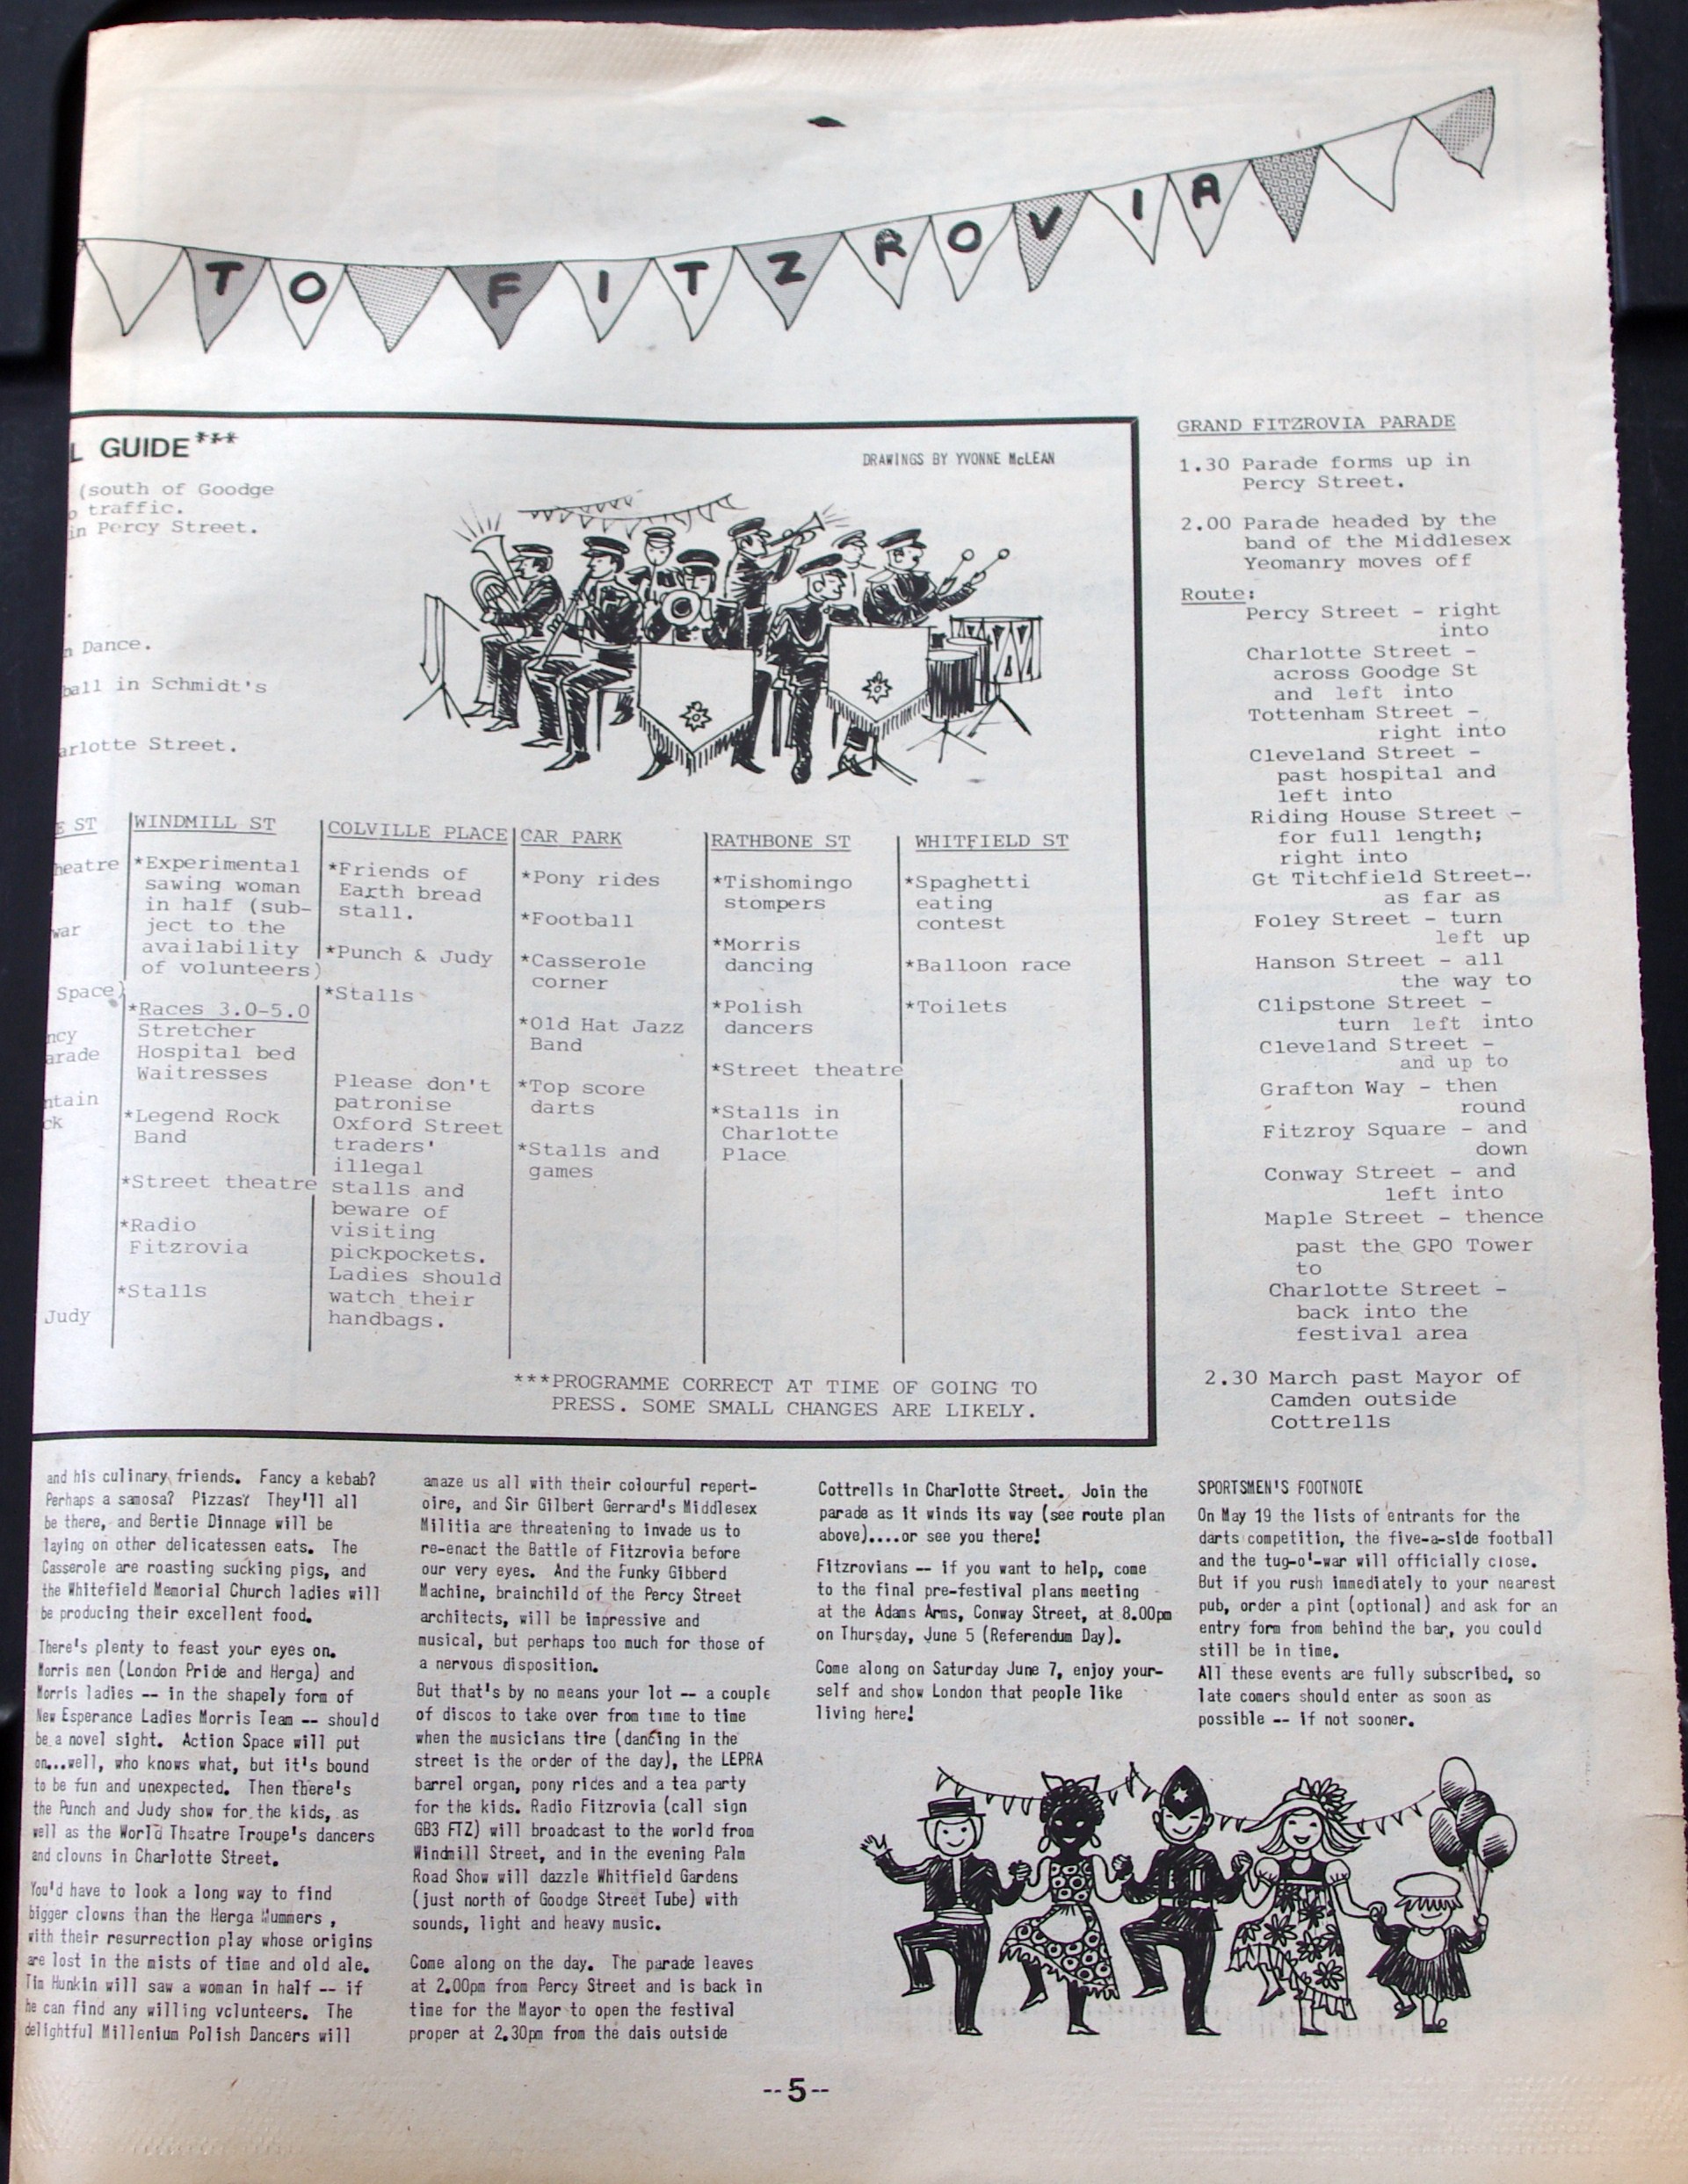 TO FITZROVIA
L GUIDE***
DRAWINGS BY YVONNE McLEAN
(south of Goodge
traffic.
in Percy Street.
Dance.
ball in Schmidt's
arlotte Street.
E ST
heatre
war
Space)
ncy
arade
ntain
ck
Judy
WINDMILL ST
*Experimental
sawing woman
in half (sub-
ject to the
availability
of volunteers)
*Races 3.0-5.0
Stretcher
Hospital bed
Waitresses
*Legend Rock
Band
*Street theatre
*Radio
Fitzrovia
*Stalls
COLVILLE PLACE
*Friends of
Earth bread
stall.
*Punch & Judy
*Stalls
Please don't
patronise
Oxford Street
traders'
illegal
stalls and
beware of
visiting
pickpockets.
Ladies should
watch their
handbags.
CAR PARK
*Pony rides
*Football
*Casserole
corner
*Old Hat Jazz
Band
*Top score
darts
*Stalls and
games
RATHBONE ST
*Tishomingo
stompers
*Morris
dancing
*Polish
dancers
*Street theatre
*Stalls in
Charlotte
Place
WHITFIELD ST
*Spaghetti
eating
contest
*Balloon race
*Toilets
***PROGRAMME CORRECT AT TIME OF GOING TO
PRESS. SOME SMALL CHANGES ARE LIKELY.
GRAND FITZROVIA PARADE
1.30 Parade forms up in
Percy Street.
2.00 Parade headed by the
band of the Middlesex
Yeomanry moves off
Route:
Percy Street - right
into
Charlotte Street -
across Goodge St
and left into
Tottenham Street -
right into
Cleveland Street -
past hospital and
left into
Riding House Street -
for full length;
right into
Gt Titchfield Street-
as far as
Foley Street - turn
left up
Hanson Street - all
the way to
Clipstone Street -
turn left into
Cleveland Street -
and up to
Grafton Way - then
round
Fitzroy Square - and
down
Conway Street - and
left into
Maple Street - thence
past the GPO Tower
to
Charlotte Street -
back into the
festival area
2.30 March past Mayor of
Camden outside
Cottrells
and his culinary friends. Fancy a kebab?
Perhaps a samosa? Pizzas? They'll all
be there, and Bertie Dinnage will be
laying on other delicatessen eats. The
Casserole are roasting sucking pigs, and
the Whitefield Memorial Church ladies will
be producing their excellent food.
There's plenty to feast your eyes on.
Morris men (London Pride and Herga) and
Morris ladies -- in the shapely form of
New Esperance Ladies Morris Team -- should
be a novel sight. Action Space will put
on...well, who knows what, but it's bound
to be fun and unexpected. Then there's
the Punch and Judy show for the kids, as
well as the World Theatre Troupe's dancers
and clowns in Charlotte Street.
You'd have to look a long way to find
bigger clowns than the Herga Mummers,
with their resurrection play whose origins
are lost in the mists of time and old ale.
Tim Hunkin will saw a woman in half -- if
he can find any willing volunteers. The
delightful Millenium Polish Dancers will
amaze us all with their colourful repert-
oire, and Sir Gilbert Gerrard's Middlesex
Militia are threatening to invade us to
re-enact the Battle of Fitzrovia before
our very eyes. And the Funky Gibberd
Machine, brainchild of the Percy Street
architects, will be impressive and
musical, but perhaps too much for those of
a nervous disposition.
But that's by no means your lot -- a couple
of discos to take over from time to time
when the musicians tire (dancing in the
street is the order of the day), the LEPRA
barrel organ, pony rides and a tea party
for the kids. Radio Fitzrovia (call sign
GB3 FTZ) will broadcast to the world from
Windmill Street, and in the evening Palm
Road Show will dazzle Whitfield Gardens
(just north of Goodge Street Tube) with
sounds, light and heavy music.
Come along on the day. The parade leaves
at 2.00pm from Percy Street and is back in
time for the Mayor to open the festival
proper at 2.30pm from the dais outside
Cottrells in Charlotte Street. Join the
parade as it winds its way (see route plan
above)....or see you there!
Fitzrovians -- if you want to help, come
to the final pre-festival plans meeting
at the Adams Arms, Conway Street, at 8.00pm
on Thursday, June 5 (Referendum Day).
Come along on Saturday June 7, enjoy your-
self and show London that people like
living here!
SPORTSMEN'S FOOTNOTE
On May 19 the lists of entrants for the
darts competition, the five-a-side football
and the tug-o'-war will officially close.
But if you rush immediately to your nearest
pub, order a pint (optional) and ask for an
entry form from behind the bar, you could
still be in time.
All these events are fully subscribed, so
late comers should enter as soon as
possible -- if not sooner.
--5--